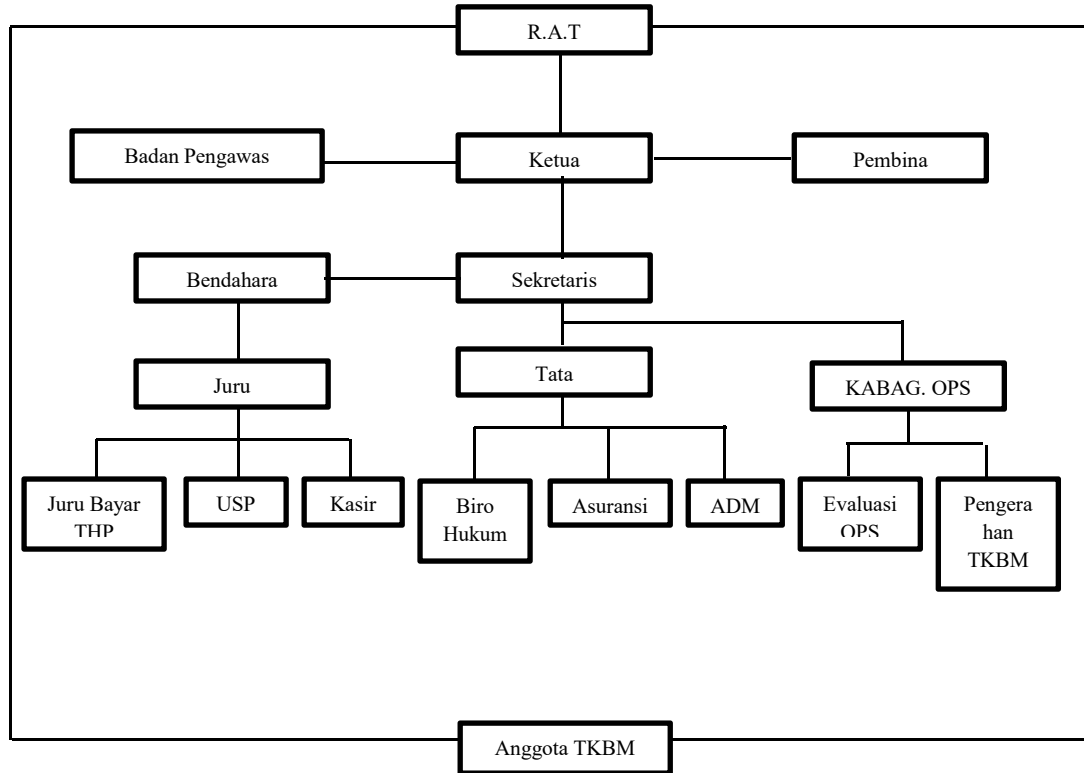 R.A.T
Badan Pengawas
Ketua
Pembina
Bendahara
Sekretaris
Juru
Tata
KABAG. OPS
Juru Bayar
THP
USP
Kasir
Biro
Hukum
Asuransi
ADM
Evaluasi
OPS
Pengera
han
TKBM
Anggota TKBM